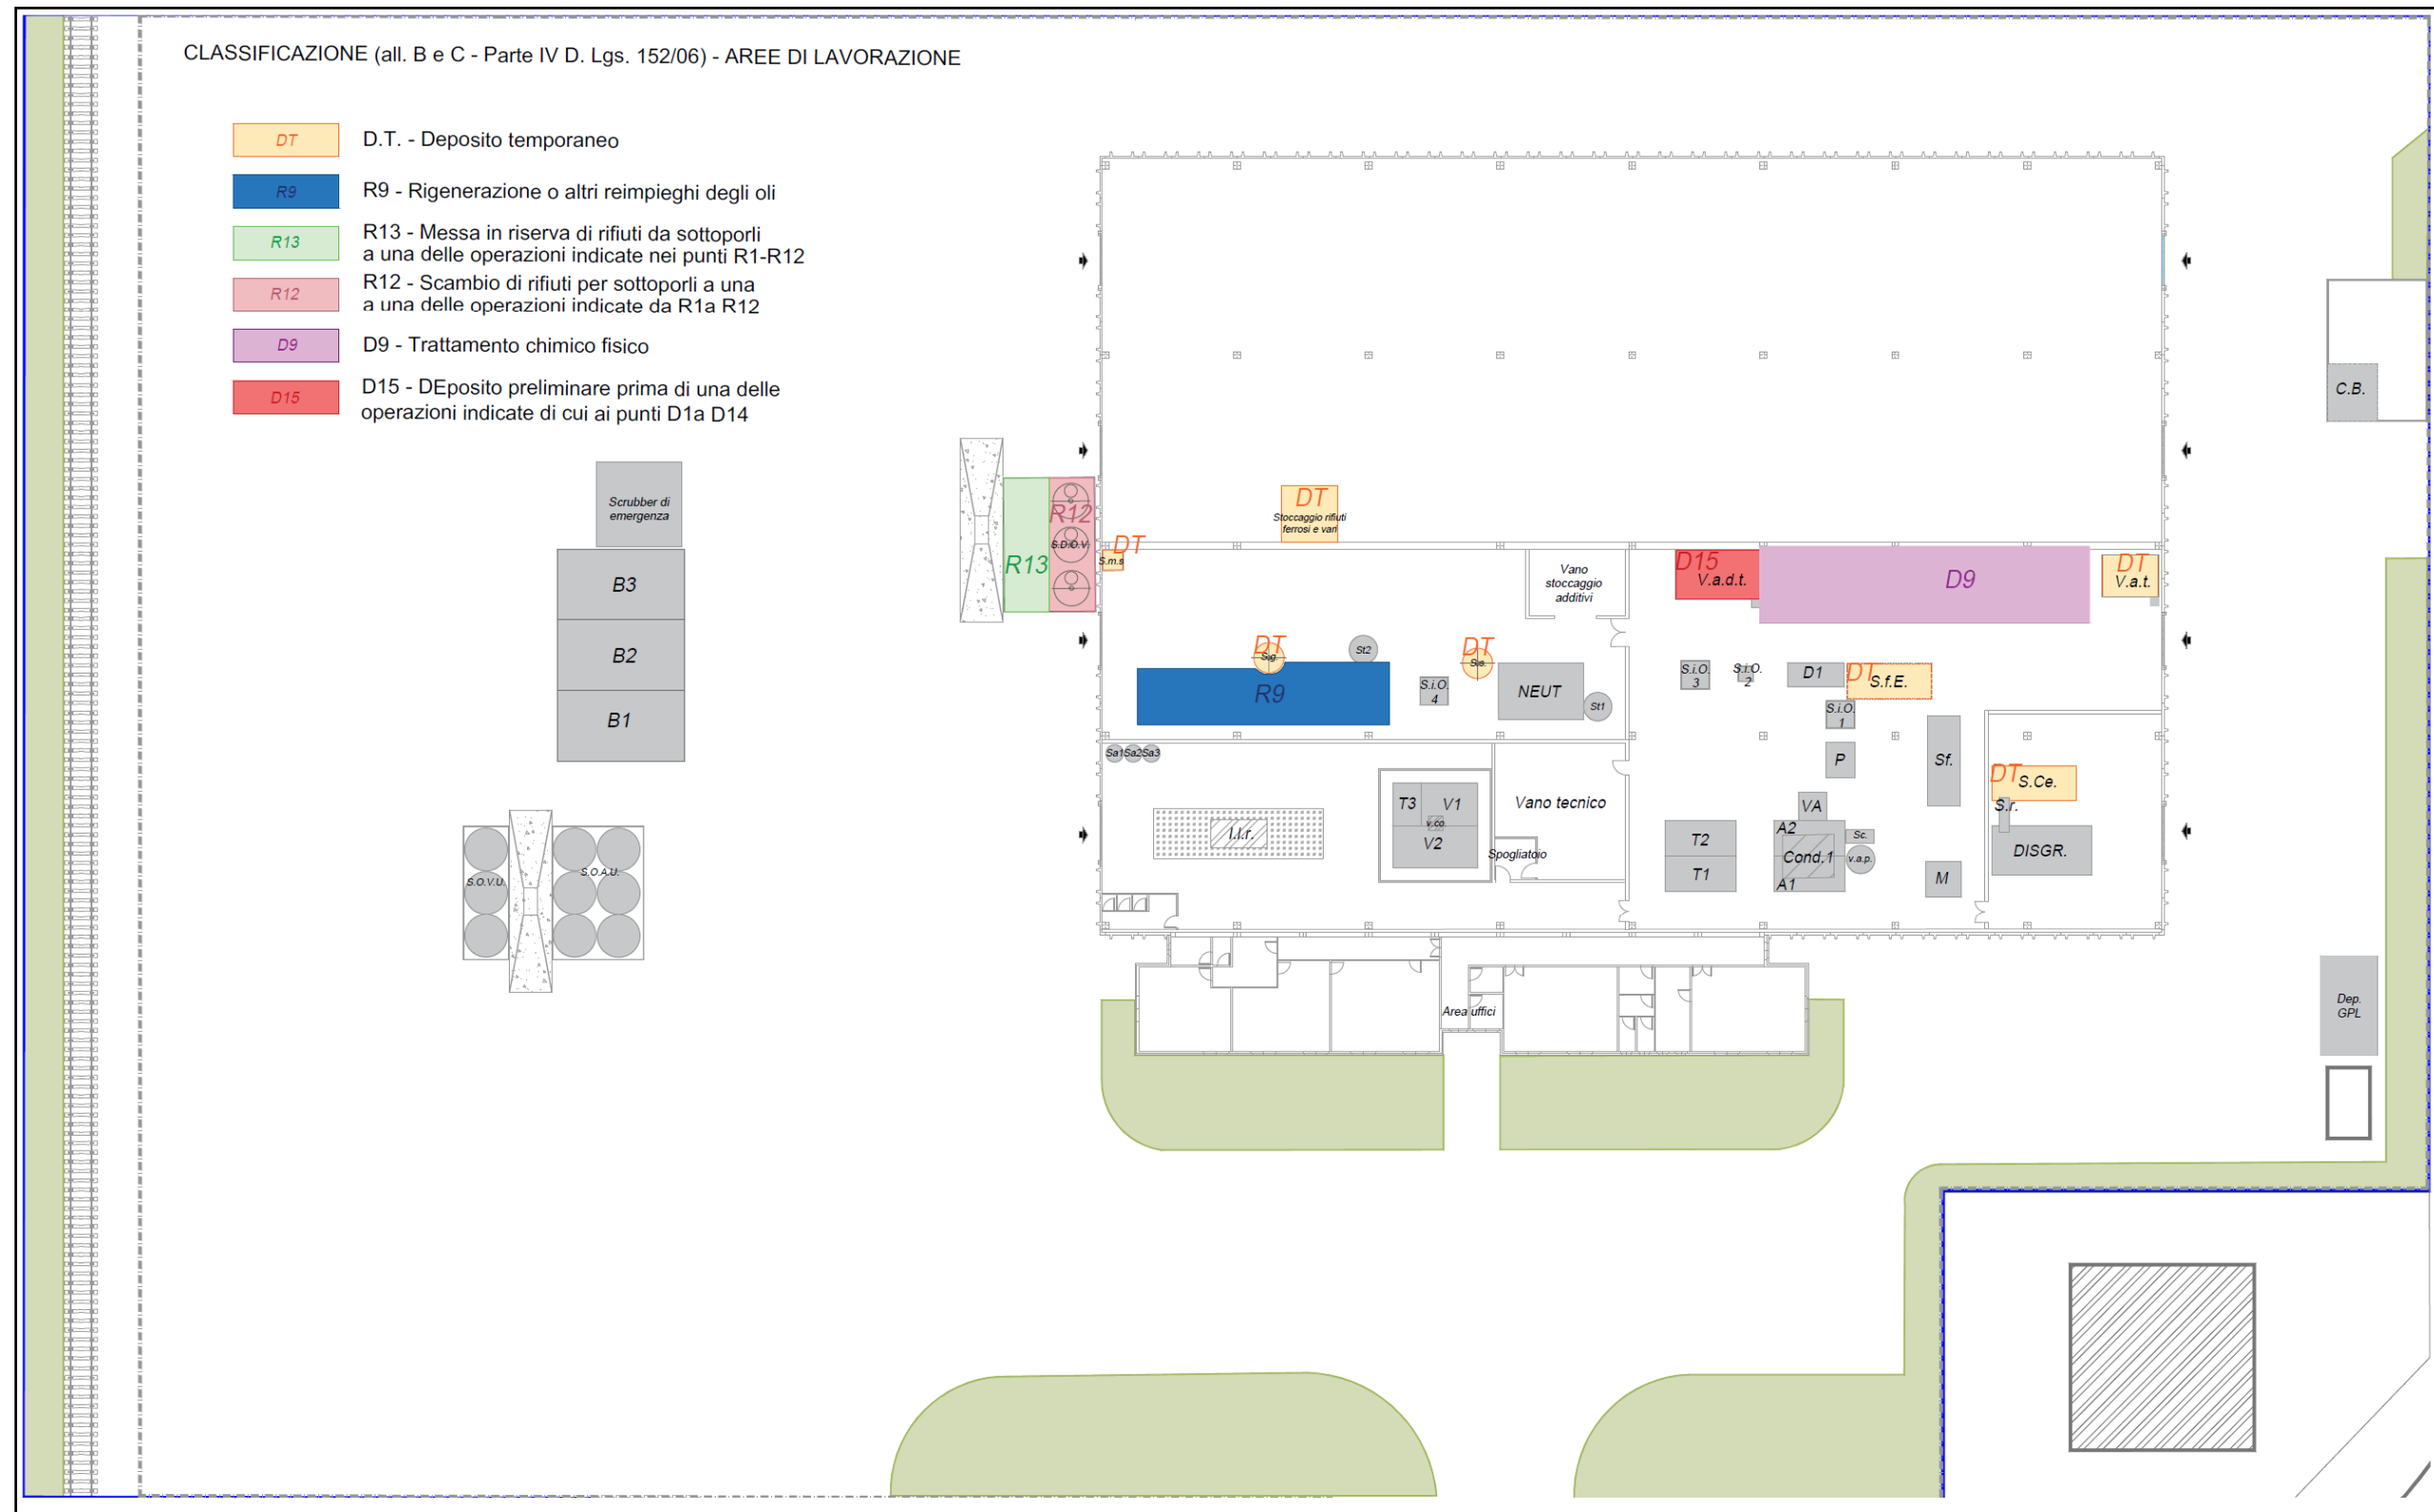 CLASSIFICAZIONE (all. B e C - Parte IV D. Lgs. 152/06) - AREE DI LAVORAZIONE
DT
D.T. - Deposito temporaneo
R9
R9 - Rigenerazione o altri reimpieghi degli oli
R13
R13 - Messa in riserva di rifiuti da sottoporli
a una delle operazioni indicate nei punti R1-R12
R12
R12 - Scambio di rifiuti per sottoporli a una
a una delle operazioni indicate da R1a R12
D9
D9 - Trattamento chimico fisico
D15
D15 - DEposito preliminare prima di una delle
operazioni indicate di cui ai punti D1a D14
C.B.
Scrubber di
emergenza
B3
B2
B1
S.O.V.U.
S.O.A.U.
R13
R12
S.D.O.V.
DT
S.m.s
DT
Stoccaggio rifiuti
ferrosi e vari
Vano
stoccaggio
additivi
D15
V.a.d.t.
D9
DT
V.a.t.
DT
S.g.
St2
R9
S.i.O.
4
DT
NEUT
St1
S.i.O.
3
S.i.O.
2
D1
DT
S.f.E.
S.i.O.
1
P
Sf.
DT
S.Ce.
S.r.
DISGR.
Sa1
Sa2
Sa3
I.I.r.
T3
V1
v.co.
V2
Vano tecnico
Spogliatoio
T2
T1
VA
A2
Cond.1
A1
Sc.
v.a.p.
M
Area uffici
Dep.
GPL